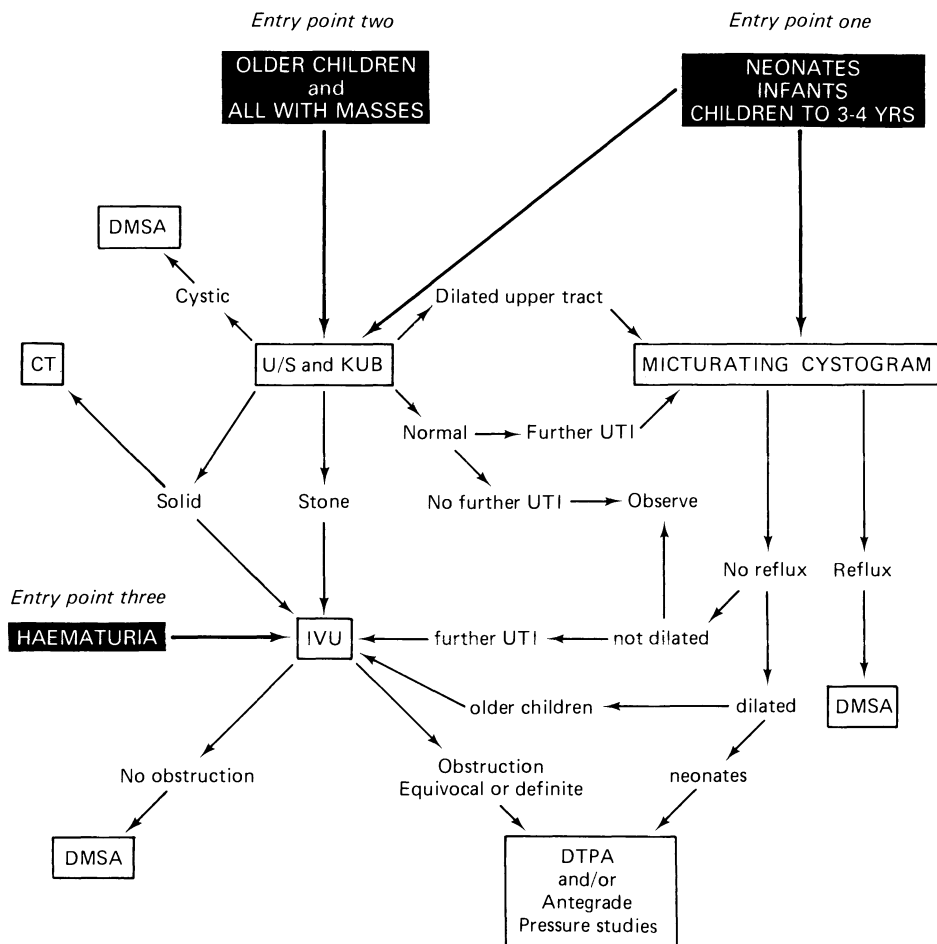 Entry point two
Entry point one
OLDER CHILDREN
and
ALL WITH MASSES
NEONATES
INFANTS
CHILDREN TO 3-4 YRS
DMSA
Cystic
Dilated upper tract
CT
U/S and KUB
MICTURATING CYSTOGRAM
Normal
Further UTI
Solid
Stone
No further UTI
Observe
No reflux
Reflux
Entry point three
HAEMATURIA
IVU
further UTI
not dilated
older children
dilated
DMSA
No obstruction
Obstruction
Equivocal or definite
neonates
DMSA
DTPA
and/or
Antegrade
Pressure studies